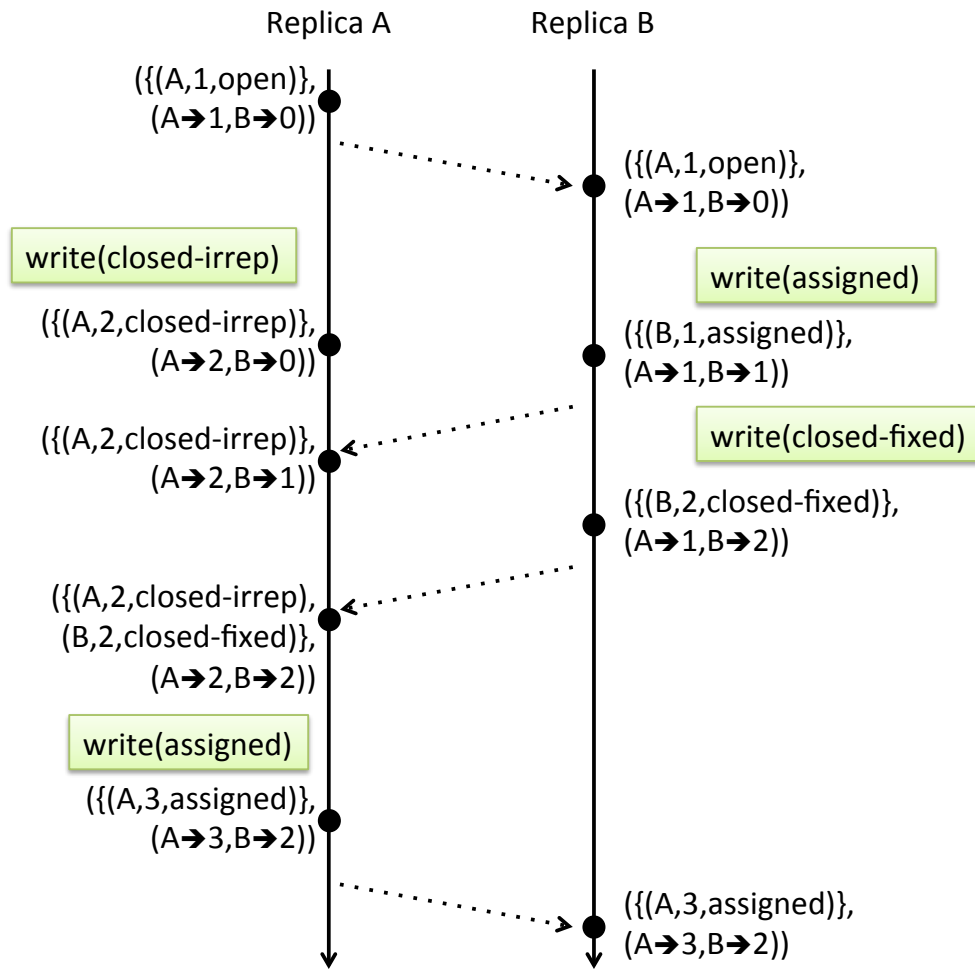 Replica A
Replica B
({(A,1,open)},
(A➔1,B➔0))
({(A,1,open)},
(A➔1,B➔0))
write(closed-irrep)
write(assigned)
({(A,2,closed-irrep)},
(A➔2,B➔0))
({(B,1,assigned)},
(A➔1,B➔1))
write(closed-fixed)
({(A,2,closed-irrep)},
(A➔2,B➔1))
({(B,2,closed-fixed)},
(A➔1,B➔2))
({(A,2,closed-irrep),
(B,2,closed-fixed)},
(A➔2,B➔2))
write(assigned)
({(A,3,assigned)},
(A➔3,B➔2))
({(A,3,assigned)},
(A➔3,B➔2))